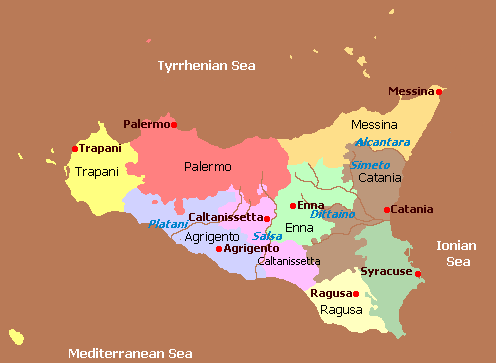 Tyrrhenian Sea
Messina
Palermo
Messina
Alcantara
Trapani
Simeto
Palermo
Trapani
Catania
Enna
Catania
Caltanissetta
Dittaino
Platani
Enna
Salsa
Agrigento
Agrigento
Ionian
Sea
Caltanissetta
Syracuse
Ragusa
Ragusa
Mediterranean Sea